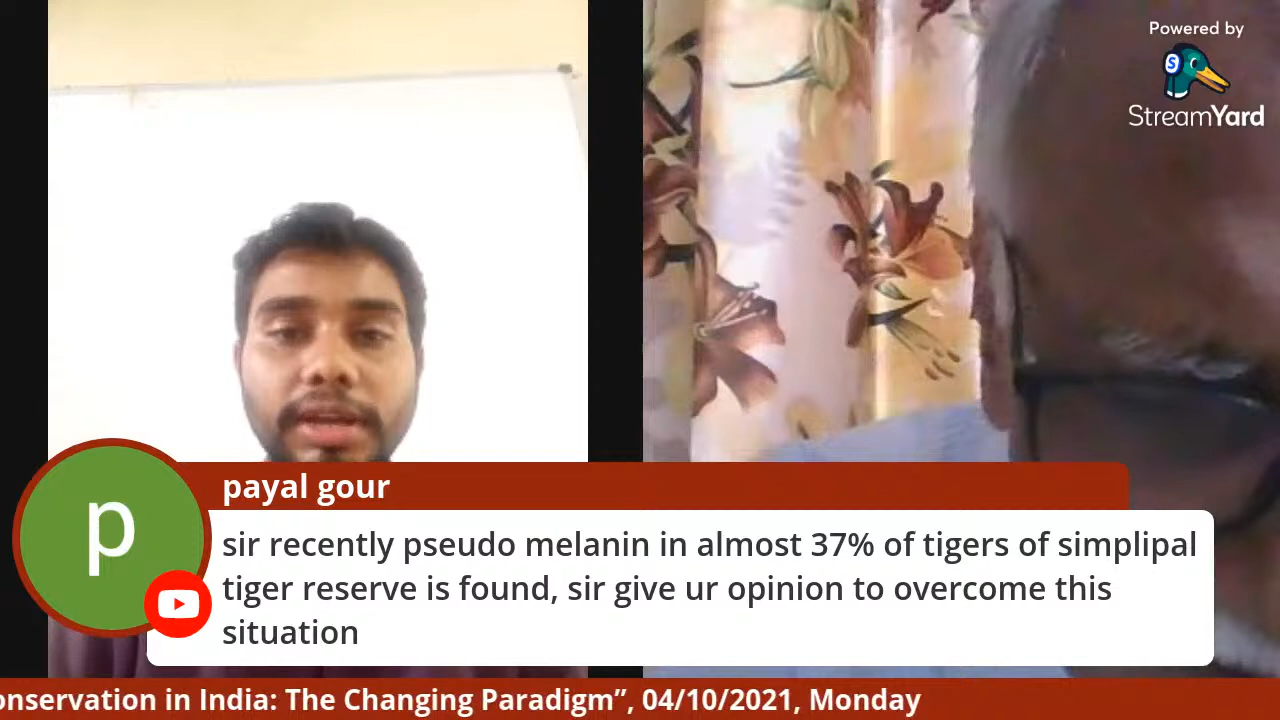 Powered by
StreamYard
p
payal gour
sir recently pseudo melanin in almost 37% of tigers of simplipal
tiger reserve is found, sir give ur opinion to overcome this
situation
onservation in India: The Changing Paradigm”, 04/10/2021, Monday